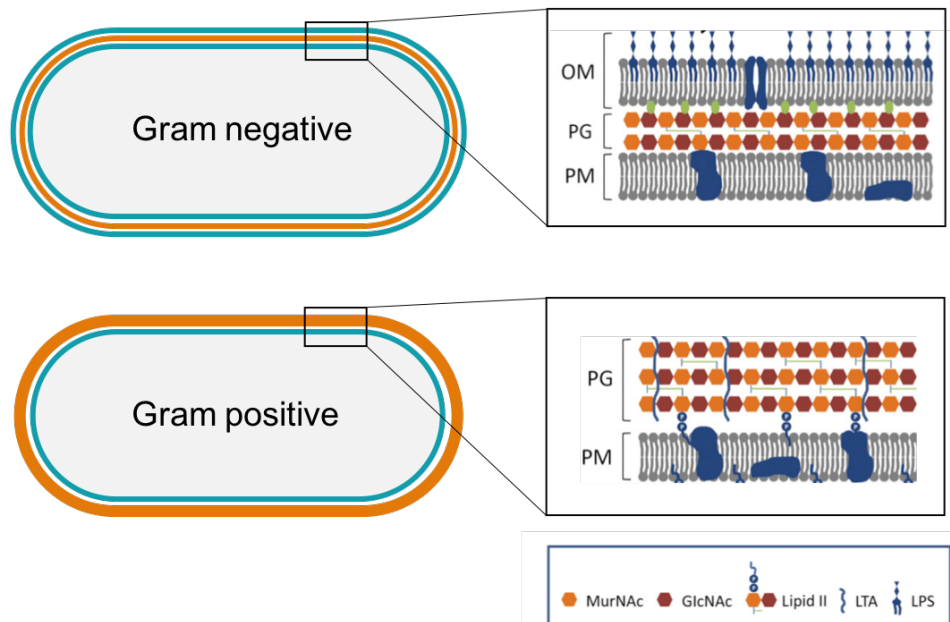 Gram negative
OM
PG
PM
Gram positive
PG
PM
P P P
P P P
P
P
MurNAc GlcNAc Lipid II LTA LPS